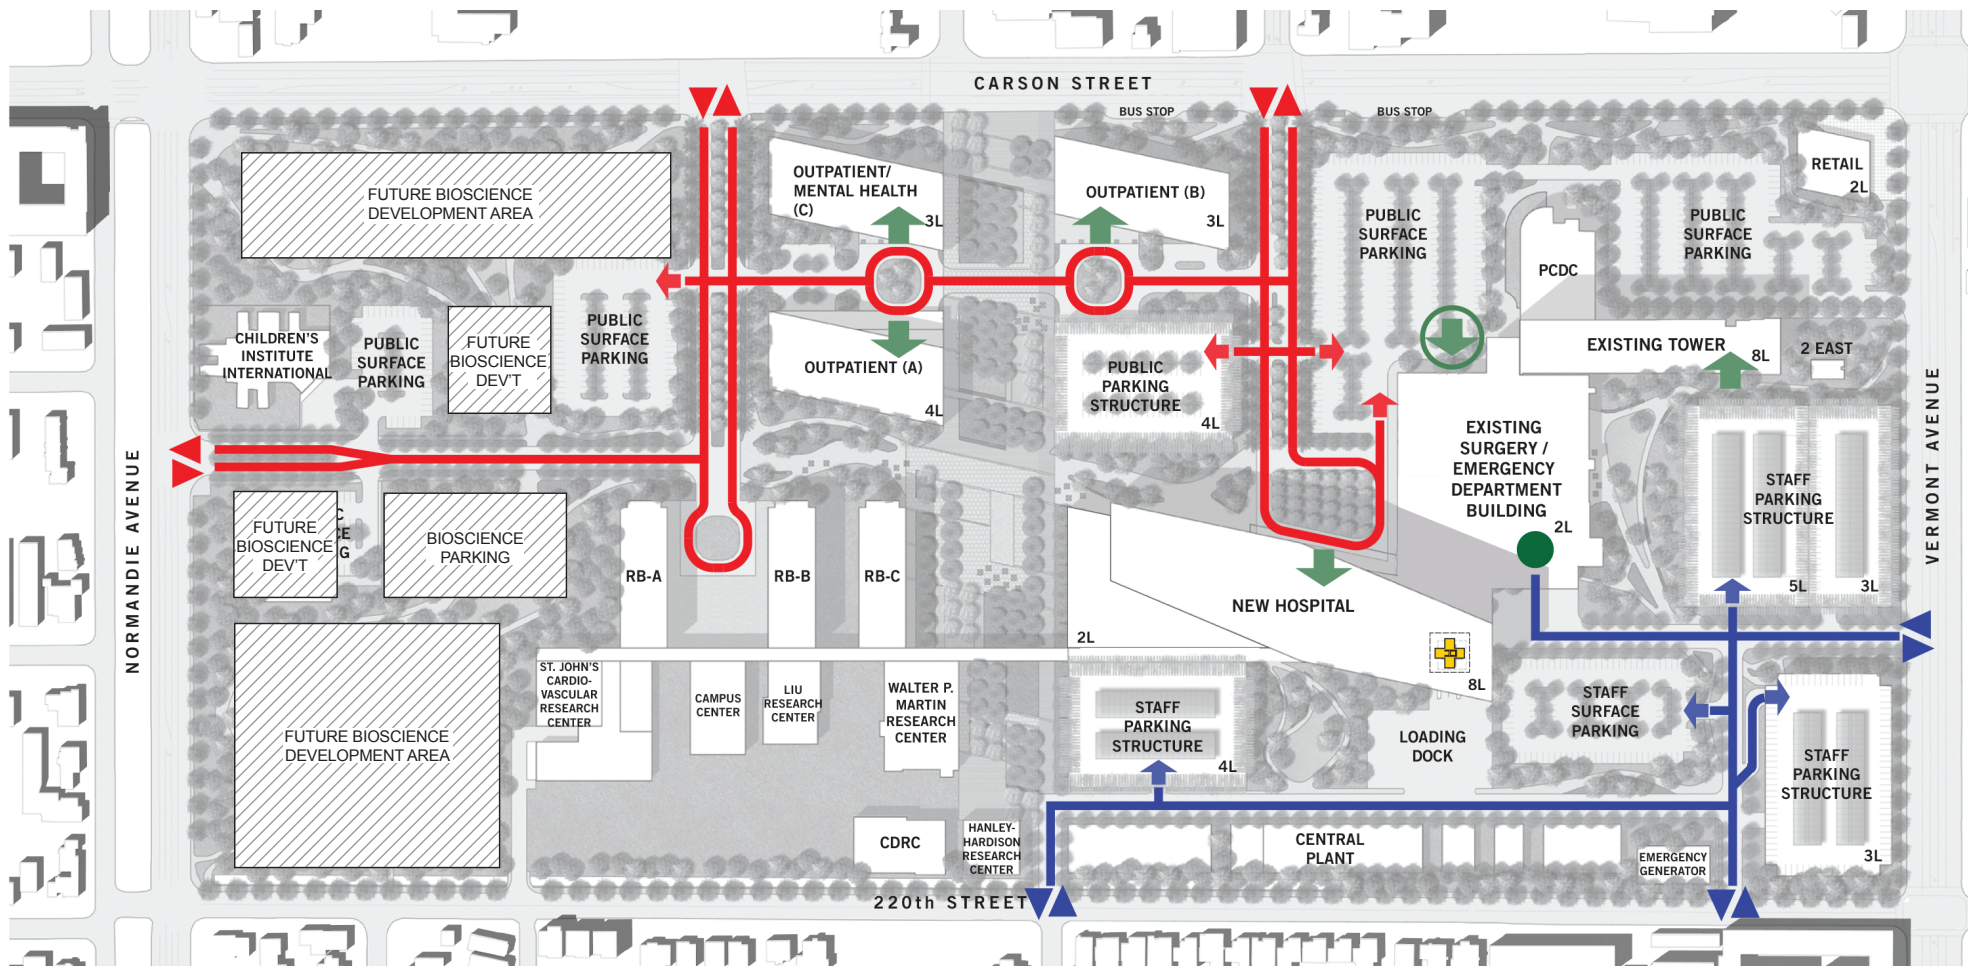 CARSON STREET
BUS STOP
BUS STOP
FUTURE BIOSCIENCE
DEVELOPMENT AREA
OUTPATIENT/
MENTAL HEALTH
(C)
3L
OUTPATIENT (B)
3L
RETAIL
2L
PUBLIC
SURFACE
PARKING
PUBLIC
SURFACE
PARKING
PCDC
CHILDREN'S
INSTITUTE
INTERNATIONAL
PUBLIC
SURFACE
PARKING
FUTURE
BIOSCIENCE
DEV'T
PUBLIC
SURFACE
PARKING
OUTPATIENT (A)
4L
PUBLIC
PARKING
STRUCTURE
4L
EXISTING TOWER
8L
2 EAST
NORMANDIE AVENUE
VERMONT AVENUE
EXISTING
SURGERY /
EMERGENCY
DEPARTMENT
BUILDING
2L
STAFF
PARKING
STRUCTURE
5L
3L
FUTURE
BIOSCIENCE
DEV'T
C
CE
G
BIOSCIENCE
PARKING
RB-A
RB-B
RB-C
NEW HOSPITAL
2L
8L
H
FUTURE BIOSCIENCE
DEVELOPMENT AREA
ST. JOHN'S
CARDIO-
VASCULAR
RESEARCH
CENTER
CAMPUS
CENTER
LIU
RESEARCH
CENTER
WALTER P.
MARTIN
RESEARCH
CENTER
STAFF
PARKING
STRUCTURE
4L
LOADING
DOCK
STAFF
SURFACE
PARKING
STAFF
PARKING
STRUCTURE
3L
CDRC
HANLEY-
HARDISON
RESEARCH
CENTER
CENTRAL
PLANT
EMERGENCY
GENERATOR
220th STREET